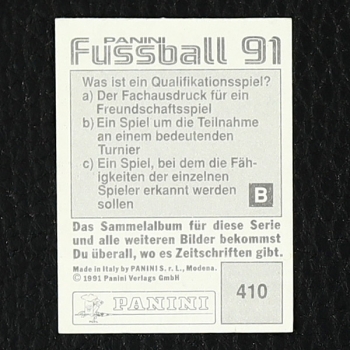 PANINI
Fussball 91
Was ist ein Qualifikationsspiel?
a) Der Fachausdruck für ein
Freundschaftsspiel
b) Ein Spiel um die Teilnahme
an einem bedeutenden
Turnier
c) Ein Spiel, bei dem die Fäh-
igkeiten der einzelnen
Spieler erkannt werden
sollen
B
Das Sammelalbum für diese Serie
und alle weiteren Bilder bekommst
Du überall, wo es Zeitschriften gibt.
Made in Italy by PANINI S. r. L., Modena.
© 1991 Panini Verlags GmbH
PANINI
410